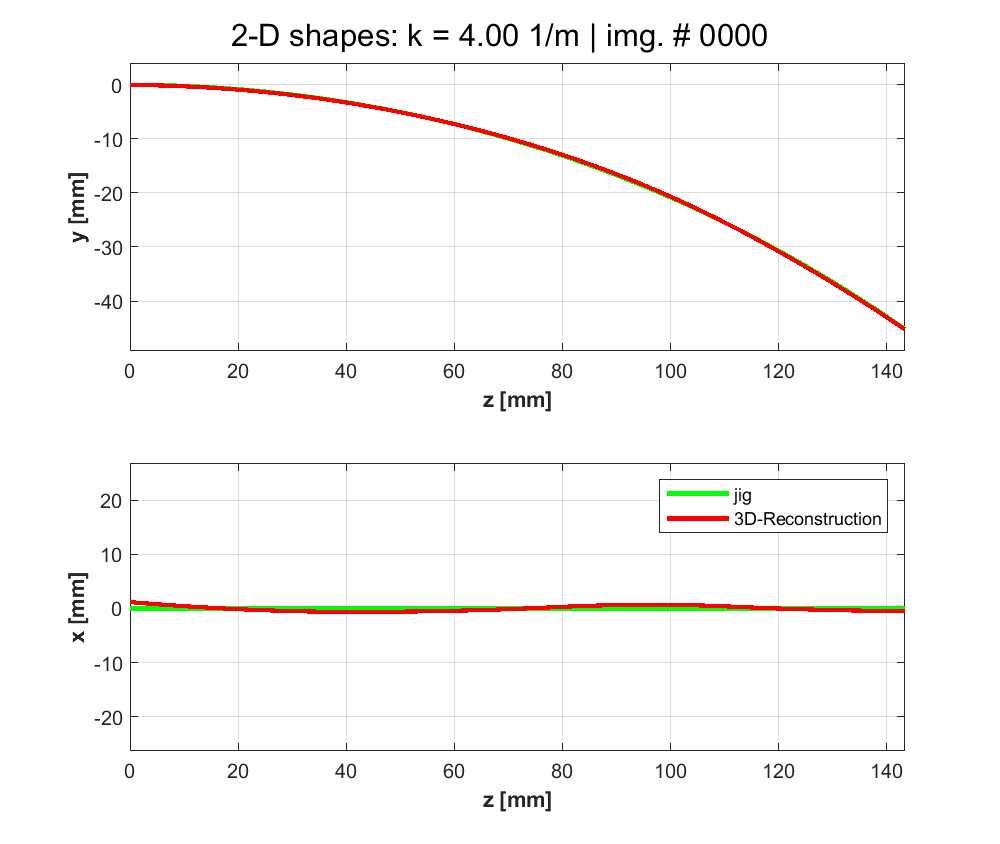 2-D shapes: k = 4.00 1/m | img. # 0000
0
-10
-20
-30
-40
y [mm]
0 20 40 60 80 100 120 140
z [mm]
20
10
0
-10
-20
x [mm]
jig
3D-Reconstruction
0 20 40 60 80 100 120 140
z [mm]